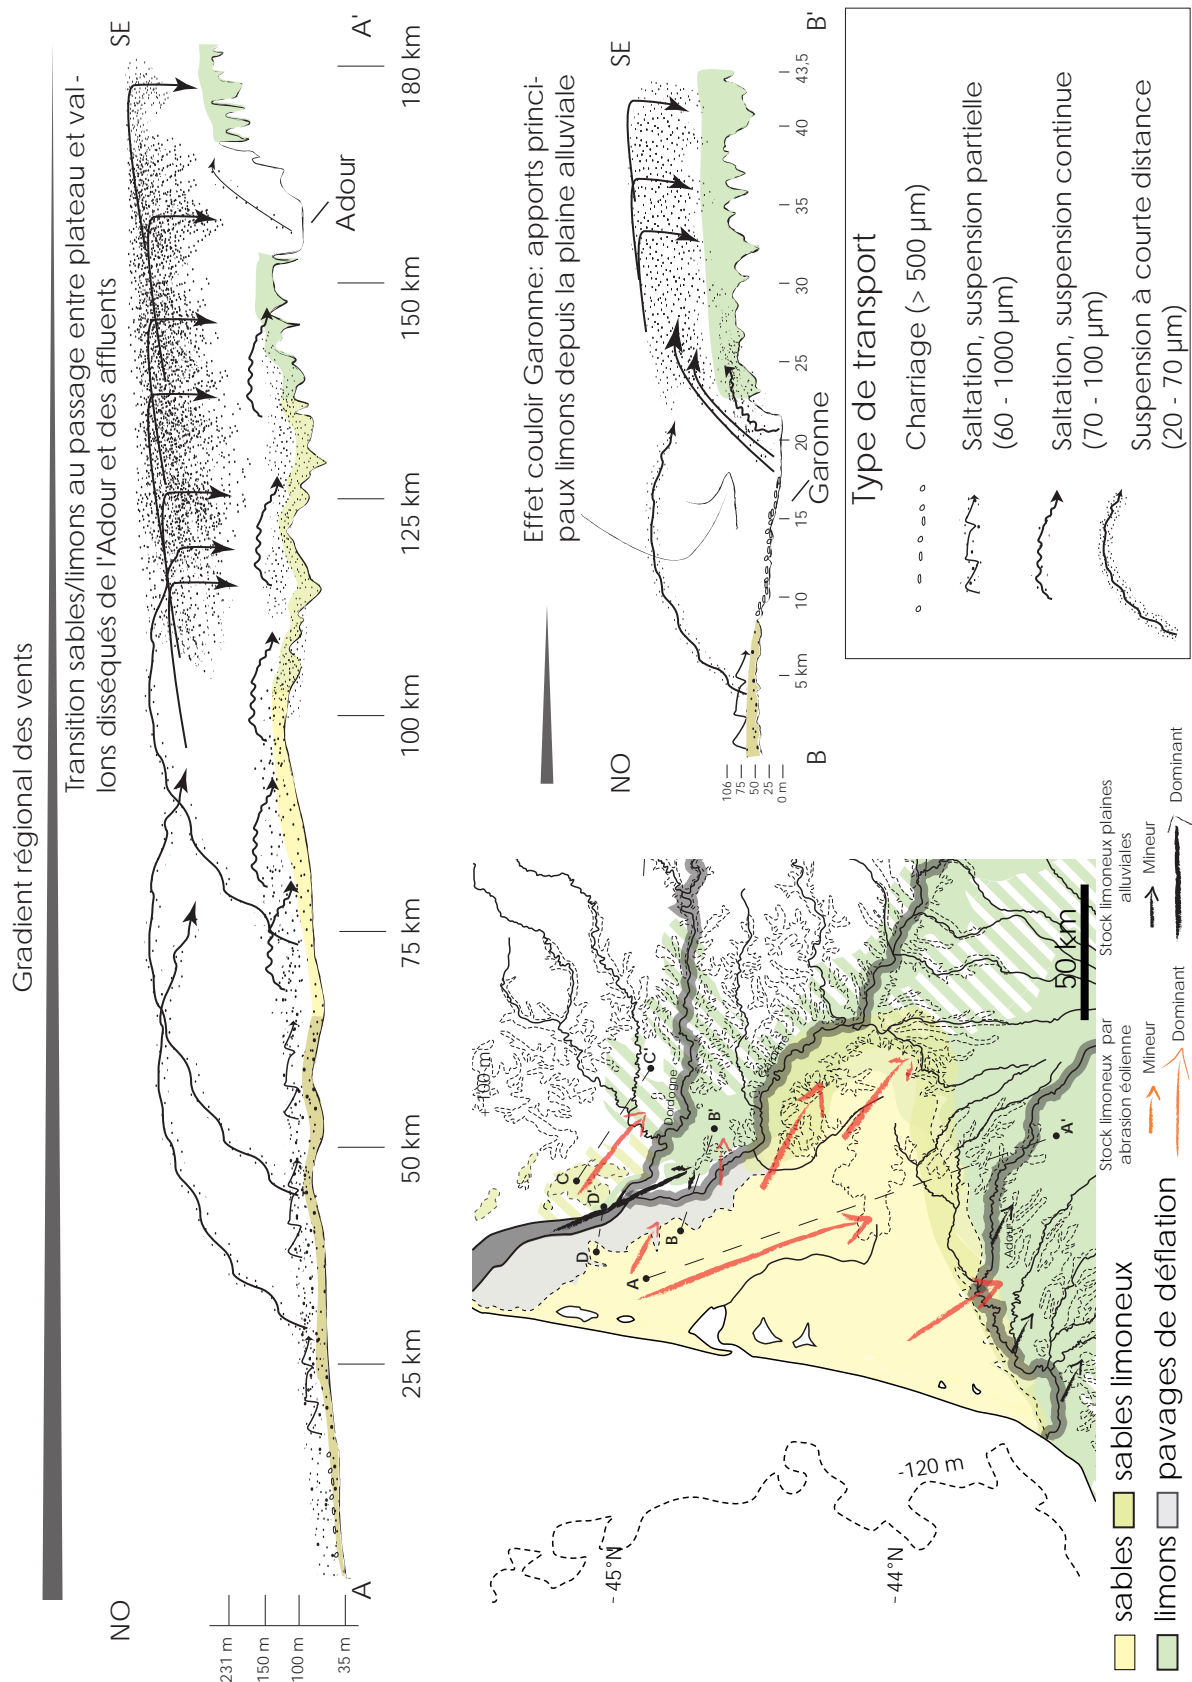 Gradient régional des vents
Transition sables/limons au passage entre plateau et val-
lons disséqués de l'Adour et des affluents
NO
SE
231 m
150 m
100 m
35 m
A
A'
Adour
25 km
50 km
75 km
100 km
125 km
150 km
180 km
Effet couloir Garonne: apports princi-
paux limons depuis la plaine alluviale
NO
SE
106
75
50
25
0 m
B
B'
5 km
10
15
20
25
30
35
40
43,5
Garonne
Type de transport
Charriage (> 500 µm)
Saltation, suspension partielle
(60 - 1000 µm)
Saltation, suspension continue
(70 - 100 µm)
Suspension à courte distance
(20 - 70 µm)
+100 m
Dordogne
C
C'
D
D'
B
B'
A
A'
Adour
-120 m
45°N
44°N
50 km
sables
sables limoneux
limons
pavages de déflation
Stock limoneux par
abrasion éolienne
Mineur
Dominant
Stock limoneux plaines
alluviales
Mineur
Dominant